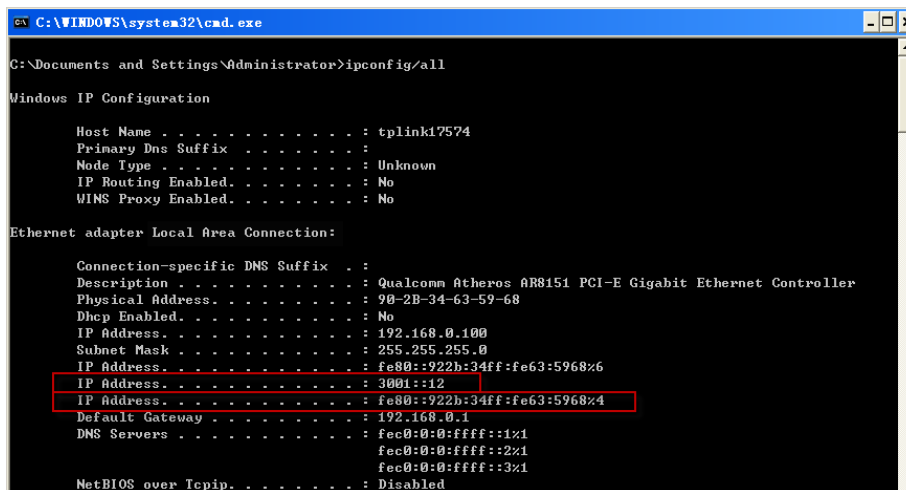 C:\WINDOWS\system32\cmd.exe
C:\Documents and Settings\Administrator>ipconfig/all
Windows IP Configuration
Host Name . . . . . . . . . . . . : tplink17574
Primary Dns Suffix . . . . . . . :
Node Type . . . . . . . . . . . . : Unknown
IP Routing Enabled. . . . . . . . : No
WINS Proxy Enabled. . . . . . . . : No
Ethernet adapter Local Area Connection:
Connection-specific DNS Suffix . :
Description . . . . . . . . . . . : Qualcomm Atheros AR8151 PCI-E Gigabit Ethernet Controller
Physical Address. . . . . . . . . : 90-2B-34-63-59-68
Dhcp Enabled. . . . . . . . . . . : No
IP Address. . . . . . . . . . . . : 192.168.0.100
Subnet Mask . . . . . . . . . . . : 255.255.255.0
IP Address. . . . . . . . . . . . : fe80::922b:34ff:fe63:5968%6
IP Address. . . . . . . . . . . . : 3001::12
IP Address. . . . . . . . . . . . : fe80::922b:34ff:fe63:5968%4
Default Gateway . . . . . . . . . : 192.168.0.1
DNS Servers . . . . . . . . . . . : fec0:0:0:ffff::1%1
fec0:0:0:ffff::2%1
fec0:0:0:ffff::3%1
NetBIOS over Tcpip. . . . . . . . : Disabled